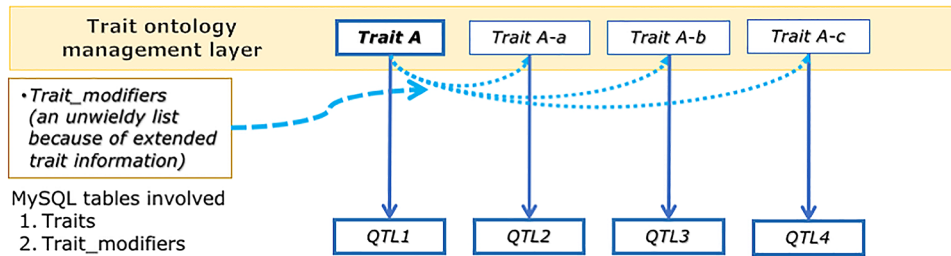 Trait ontology
management layer
Trait A
Trait A-a
Trait A-b
Trait A-c
•Trait_modifiers
(an unwieldy list
because of extended
trait information)
MySQL tables involved
1. Traits
2. Trait_modifiers
QTL1
QTL2
QTL3
QTL4